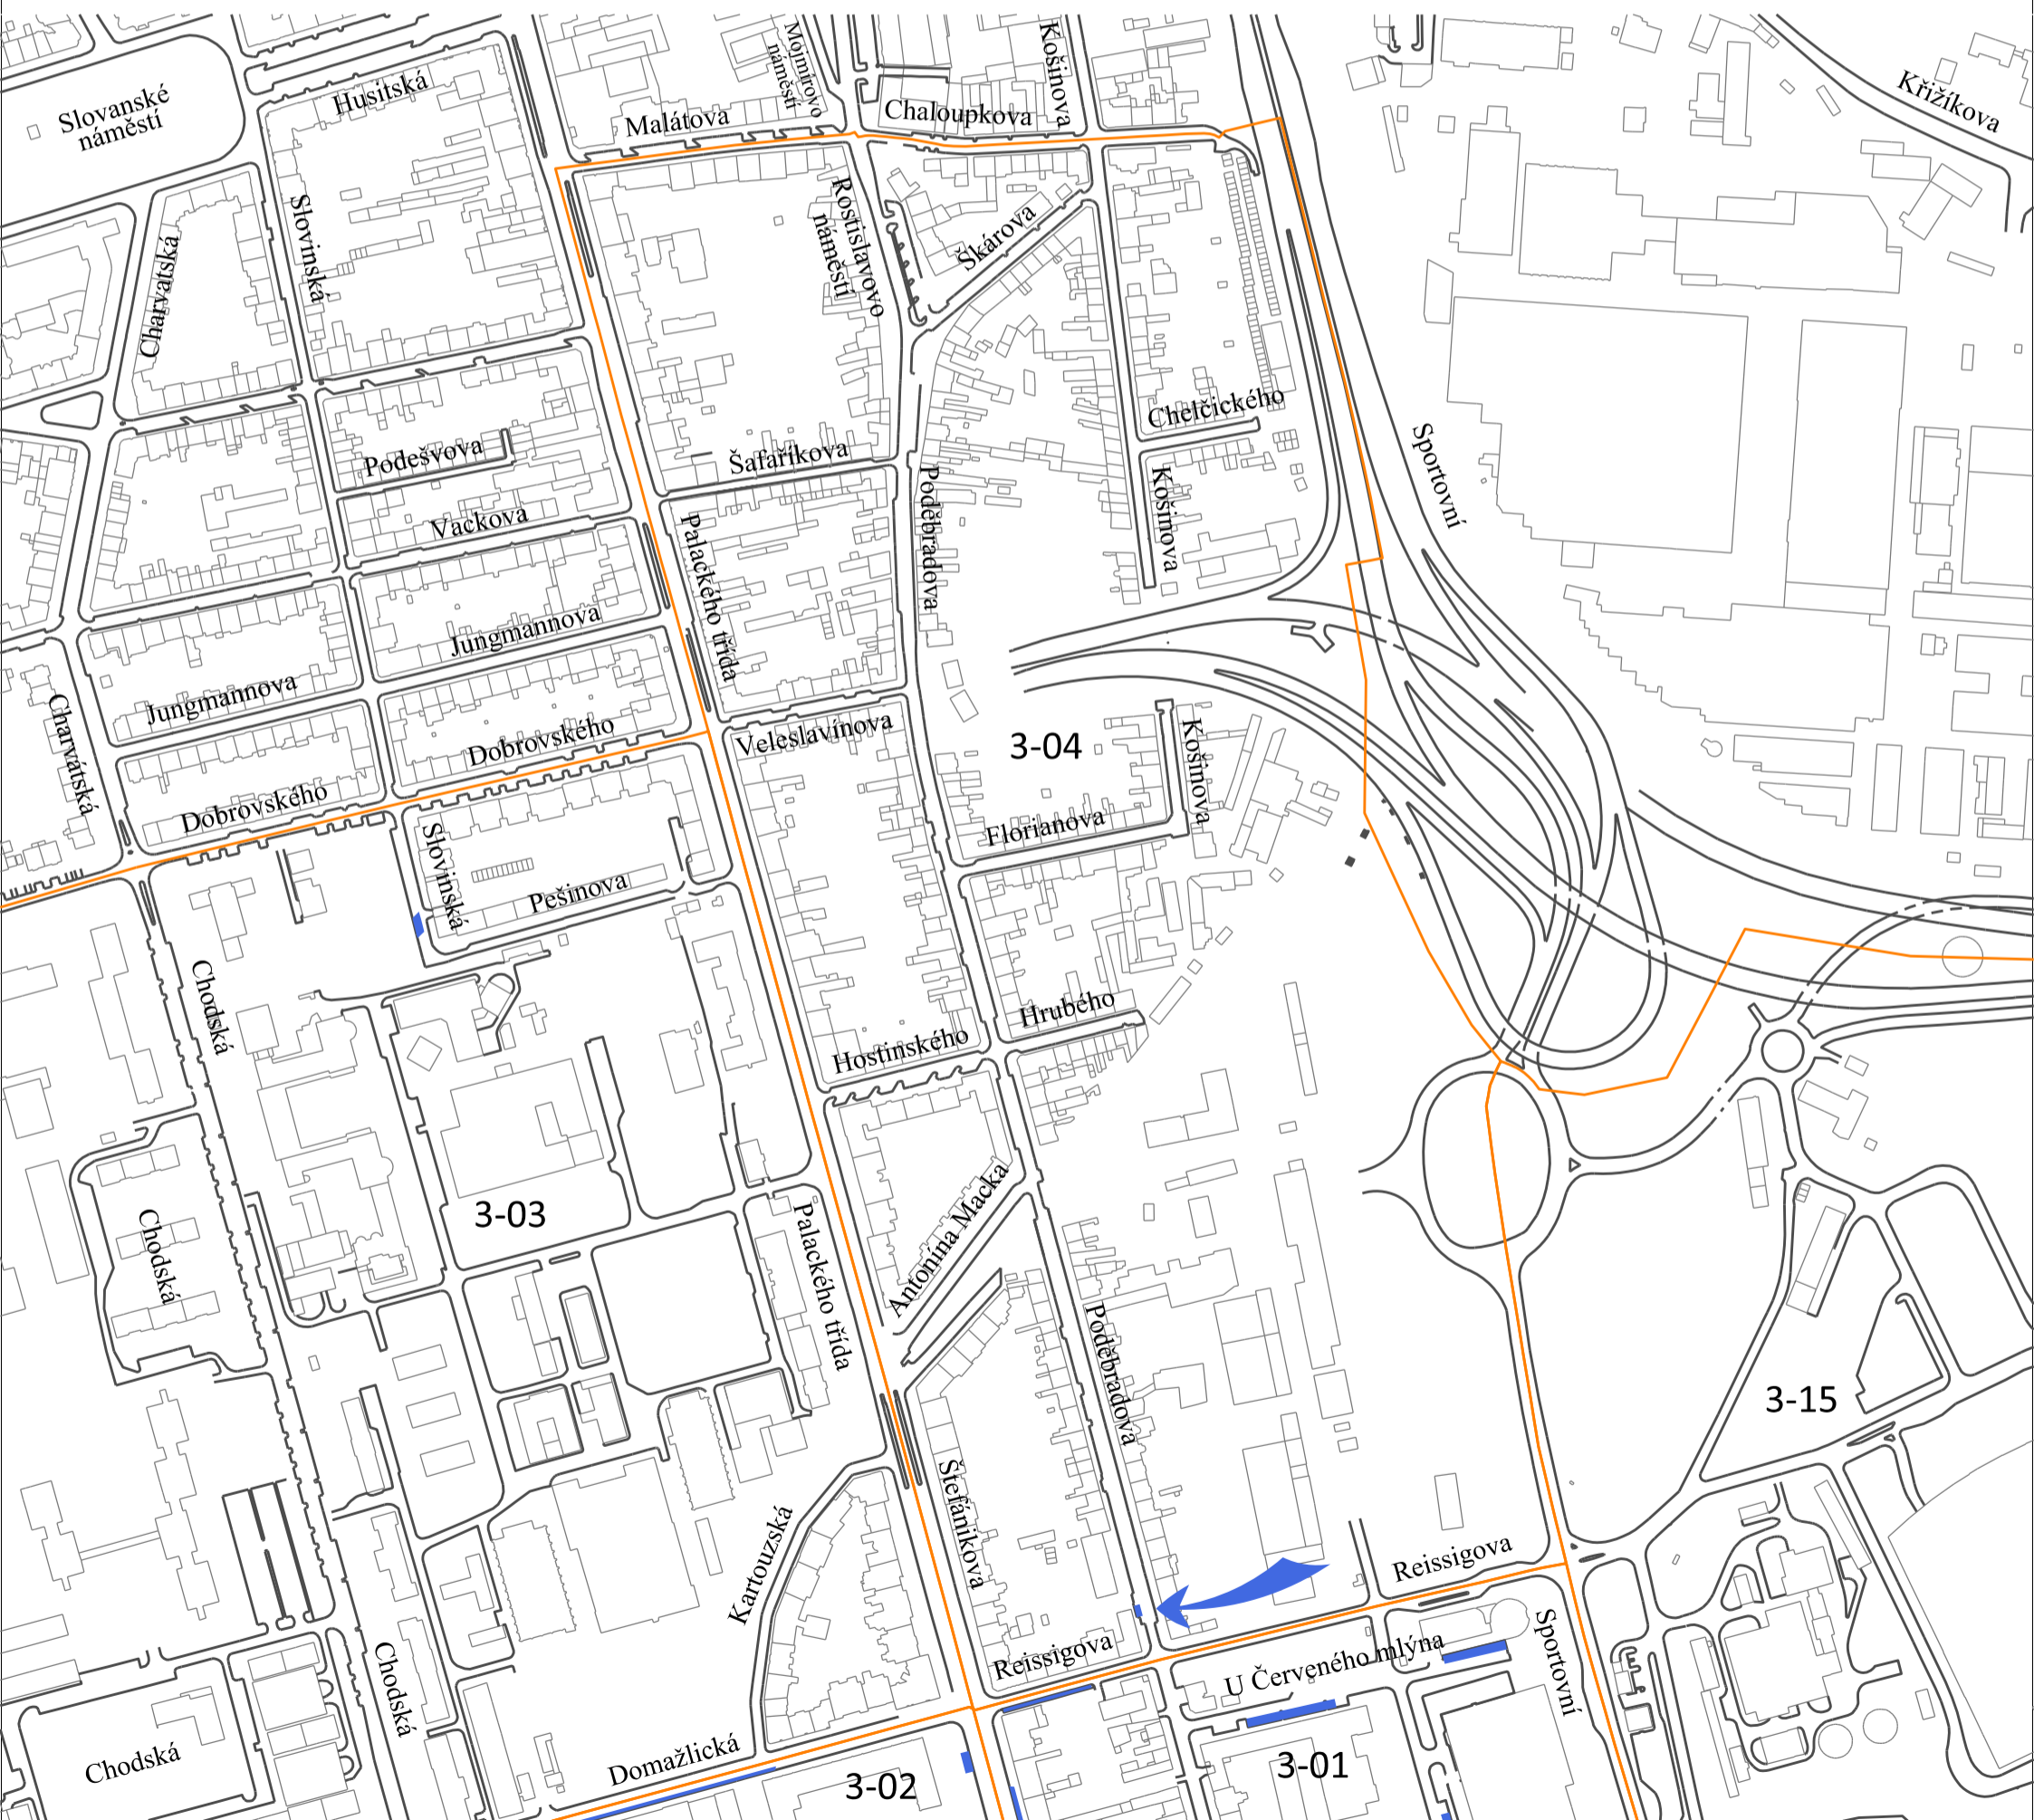 Mojmírovo
náměstí
Košinova
Křižíkova
Husitská
Slovanské
náměstí
Malátova
Chaloupkova
Rostislavovo
náměstí
Škárova
Slovinská
Charvatská
Chelčického
Sportovní
Podešvova
Šafaříkova
Košinova
Poděbradova
Vackova
Palackého třída
Jungmannova
Jungmannova
Charvátská
Dobrovského
Veleslavínova
3-04
Košinova
Dobrovského
Florianova
Slovinská
Pešinova
Chodská
Hrubého
Hostinského
3-03
Antonína Macka
Chodská
Palackého třída
Poděbradova
3-15
Štefánikova
Kartouzská
Reissigova
Reissigova
U Červeného mlýna
Sportovní
Chodská
Chodská
Domažlická
3-02
3-01